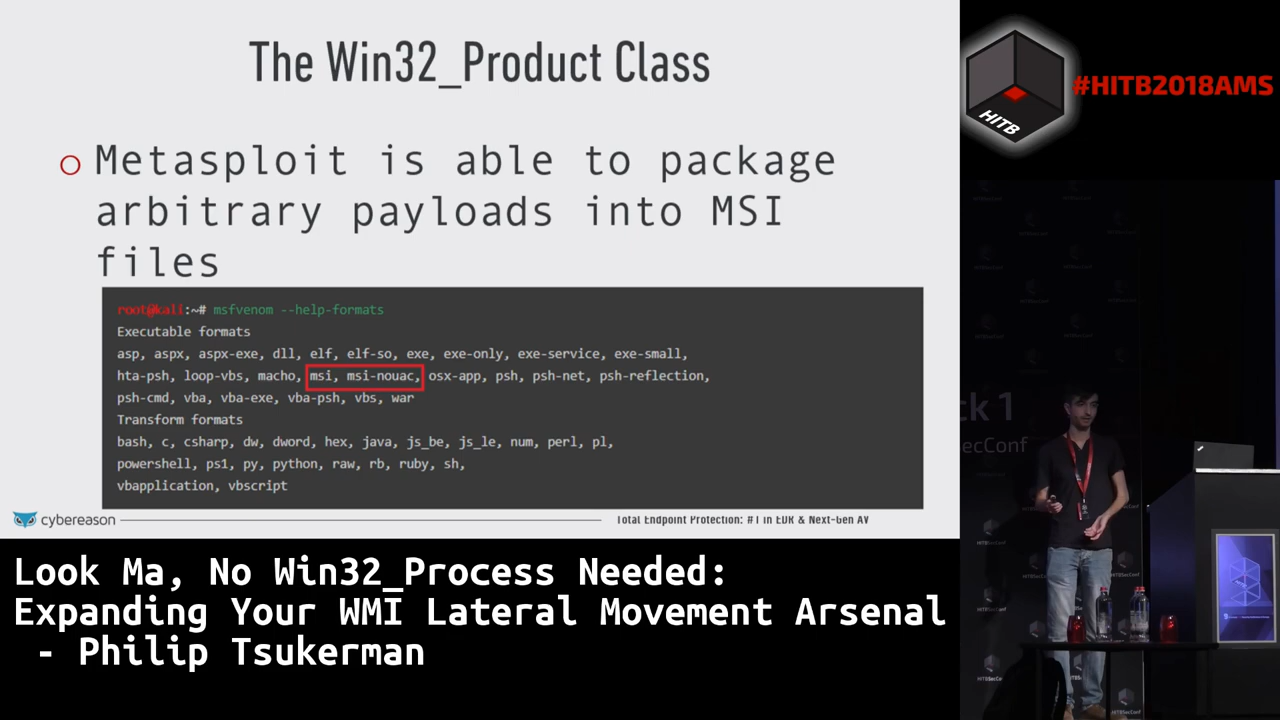 The Win32_Product Class
o Metasploit is able to package
arbitrary payloads into MSI
files
root@kali:~# msfvenom --help-formats
Executable formats
asp, aspx, aspx-exe, dll, elf, elf-so, exe, exe-only, exe-service, exe-small,
hta-psh, loop-vbs, macho, msi, msi-nouac, osx-app, psh, psh-net, psh-reflection,
psh-cmd, vba, vba-exe, vba-psh, vbs, war
Transform formats
bash, c, csharp, dw, dword, hex, java, js_be, js_le, num, perl, pl,
powershell, ps1, py, python, raw, rb, ruby, sh,
vbapplication, vbscript
cybereason
Total Endpoint Protection: #1 in EDR & Next-Gen AV
HITB
#HITB2018AMS
ck 1
ecConf
Look Ma, No Win32_Process Needed:
Expanding Your WMI Lateral Movement Arsenal
- Philip Tsukerman